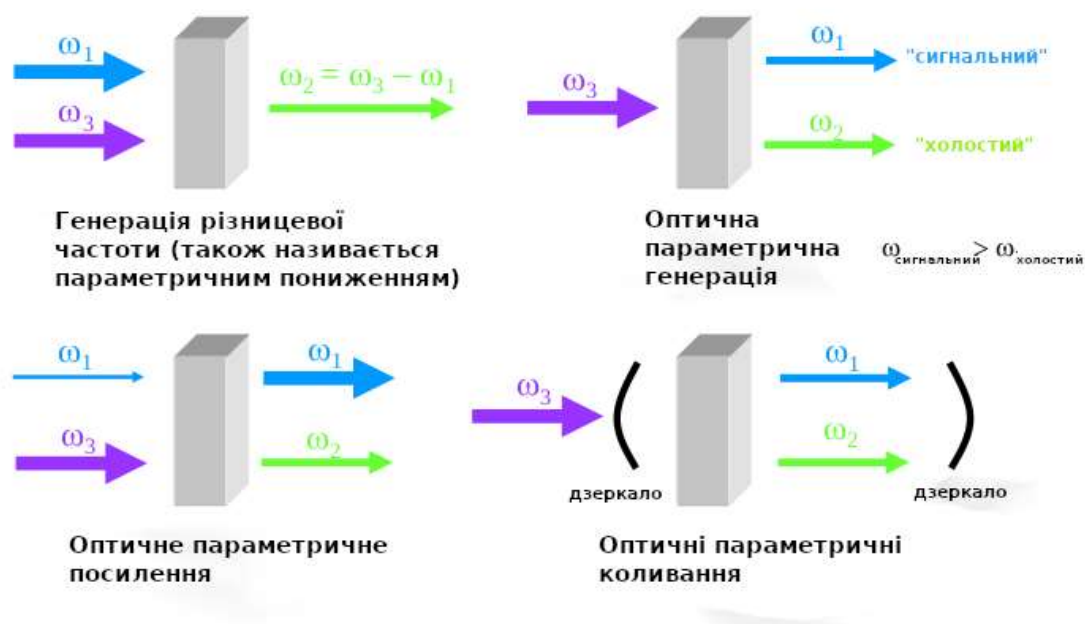 ω1
ω3
ω2 = ω3 − ω1
Генерація різницевої
частоти (також називається
параметричним пониженням)
ω3
ω1
"сигнальний"
ω2
"холостий"
Оптична
параметрична
генерація
ωсигнальний > ωхолостий
ω1
ω3
ω1
ω2
Оптичне параметричне
посилення
ω3
дзеркало
ω1
ω2
дзеркало
Оптичні параметричні
коливання